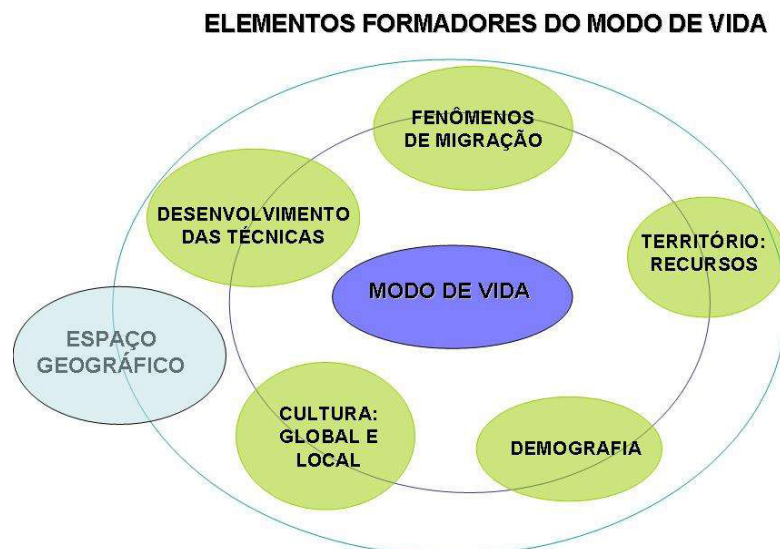 ELEMENTOS FORMADORES DO MODO DE VIDA
FENÔMENOS
DE MIGRAÇÃO
DESENVOLVIMENTO
DAS TÉCNICAS
TERRITÓRIO:
RECURSOS
MODO DE VIDA
ESPAÇO
GEOGRÁFICO
CULTURA:
GLOBAL E
LOCAL
DEMOGRAFIA